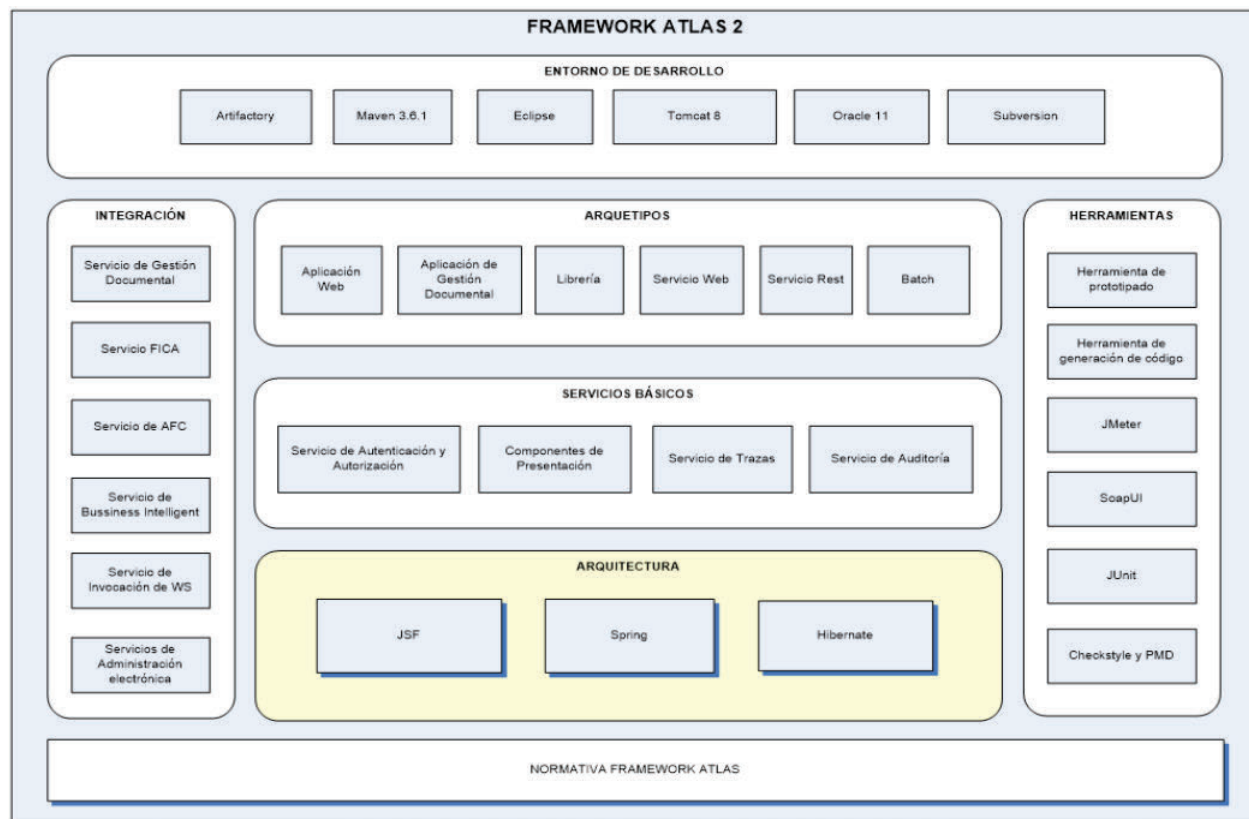 FRAMEWORK ATLAS 2
ENTORNO DE DESARROLLO
Artifactory
Maven 3.6.1
Eclipse
Tomcat 8
Oracle 11
Subversion
INTEGRACIÓN
Servicio de Gestión
Documental
Servicio FICA
Servicio de AFC
Servicio de
Bussiness Intelligent
Servicio de
Invocación de WS
Servicios de
Administración
electrónica
ARQUETIPOS
Aplicación
Web
Aplicación de
Gestión
Documental
Librería
Servicio Web
Servicio Rest
Batch
SERVICIOS BÁSICOS
Servicio de Autenticación y
Autorización
Componentes de
Presentación
Servicio de Trazas
Servicio de Auditoría
ARQUITECTURA
JSF
Spring
Hibernate
HERRAMIENTAS
Herramienta de
prototipado
Herramienta de
generación de código
JMeter
SoapUI
JUnit
Checkstyle y PMD
NORMATIVA FRAMEWORK ATLAS